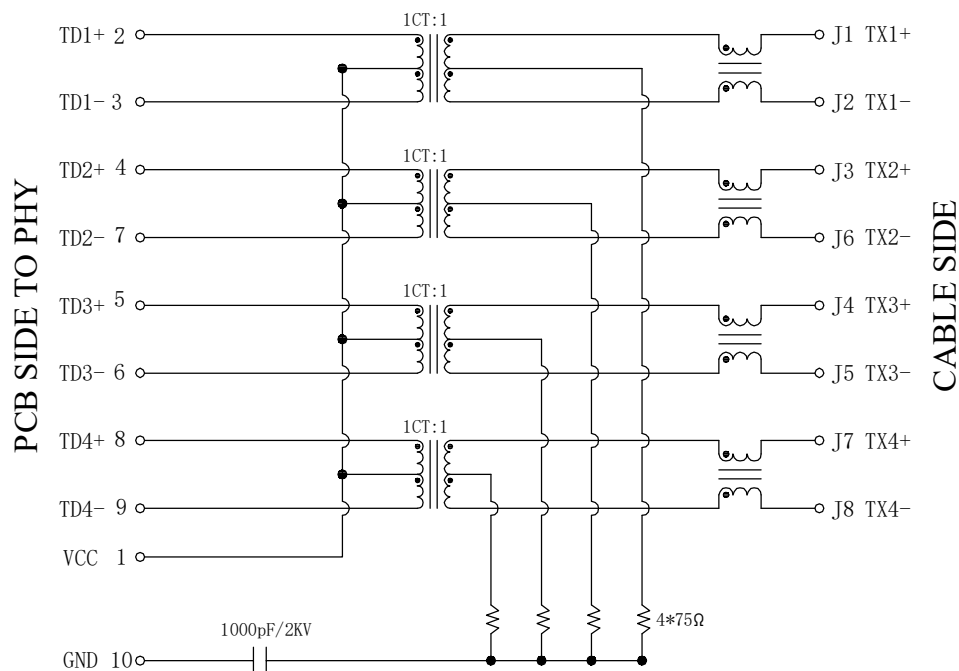 1CT:1
TD1+ 2
J1 TX1+
TD1- 3
J2 TX1-
1CT:1
TD2+ 4
J3 TX2+
TD2- 7
J6 TX2-
PCB SIDE TO PHY
CABLE SIDE
1CT:1
TD3+ 5
J4 TX3+
TD3- 6
J5 TX3-
1CT:1
TD4+ 8
J7 TX4+
TD4- 9
J8 TX4-
VCC 1
4*75Ω
1000pF/2KV
GND 10